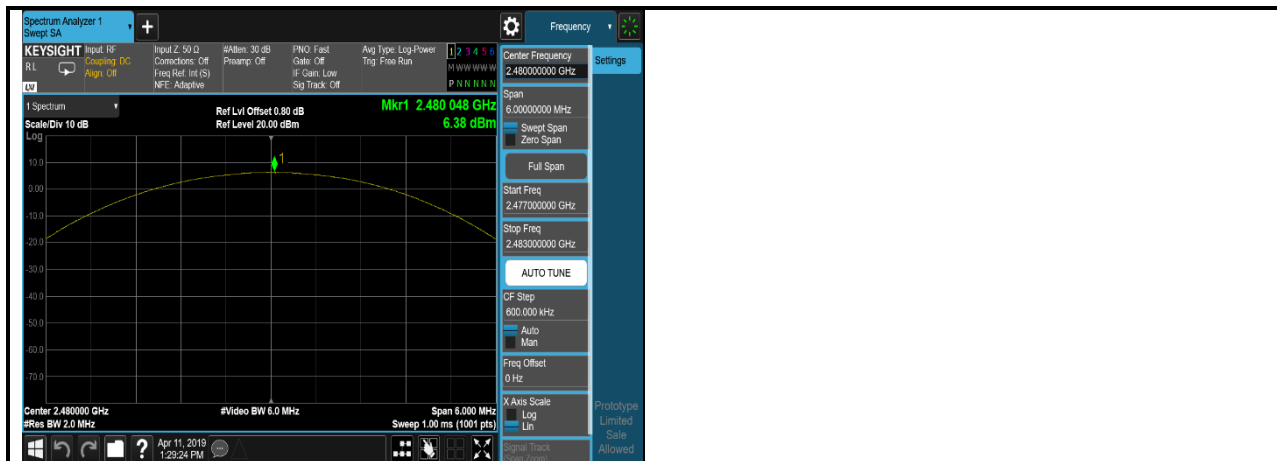 Spectrum Analyzer 1
Swept SA
+
Frequency
KEYSIGHT
RL
Input: RF
Coupling: DC
Align: Off
Input Z: 50 Ω
Corrections: Off
Freq Ref: Int (S)
NFE: Adaptive
#Atten: 30 dB
Preamp: Off
PNO: Fast
Gate: Off
IF Gain: Low
Sig Track: Off
Avg Type: Log-Power
Trig: Free Run
1 2 3 4 5 6
M W W W W W
P N N N N N
1 Spectrum
Scale/Div 10 dB
Log
Ref Lvl Offset 0.80 dB
Ref Level 20.00 dBm
Mkr1 2.480 048 GHz
6.38 dBm
1
10.0
0.00
-10.0
-20.0
-30.0
-40.0
-50.0
-60.0
-70.0
Center 2.480000 GHz
#Res BW 2.0 MHz
#Video BW 6.0 MHz
Span 6.000 MHz
Sweep 1.00 ms (1001 pts)
?
Apr 11, 2019
1:29:24 PM
Center Frequency
2.480000000 GHz
Span
6.00000000 MHz
Swept Span
Zero Span
Full Span
Start Freq
2.477000000 GHz
Stop Freq
2.483000000 GHz
AUTO TUNE
CF Step
600.000 kHz
Auto
Man
Freq Offset
0 Hz
X Axis Scale
Log
Lin
Signal Track
(Span Zoom)
Settings
Prototype
Limited
Sale
Allowed